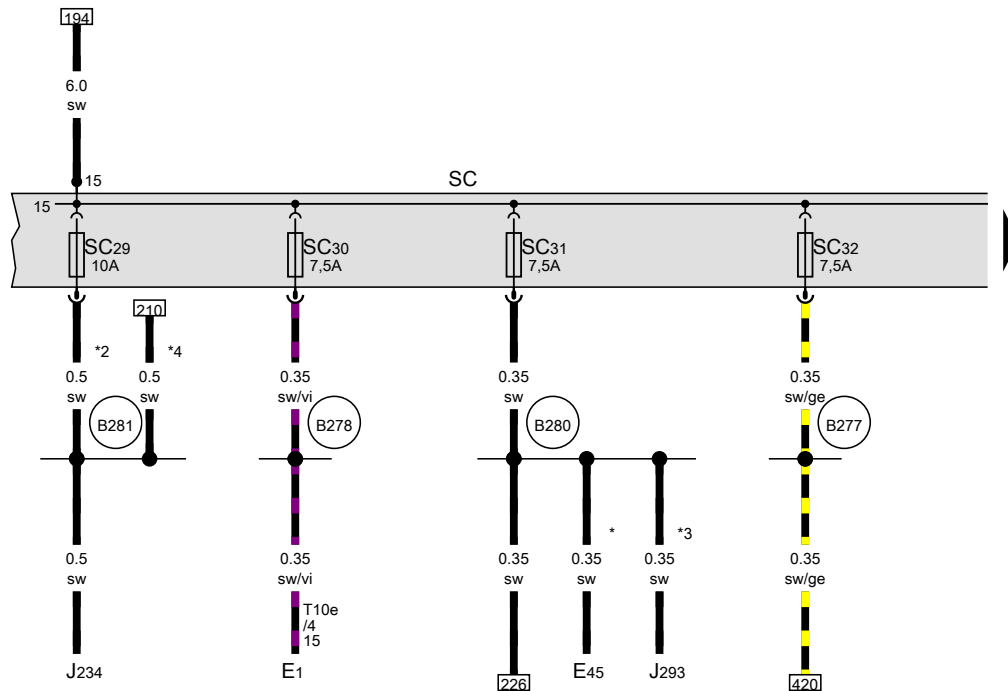 194
6.0
sw
15
SC
15
SC29
10A
SC30
7,5A
SC31
7,5A
SC32
7,5A
210
*2
*4
0.5
sw
0.5
sw
0.35
sw/vi
0.35
sw
0.35
sw/ge
B281
B278
B280
B277
*
*3
0.5
sw
0.35
sw/vi
0.35
sw
0.35
sw
0.35
sw
0.35
sw/ge
T10e
/4
15
J234
E1
226
E45
J293
420